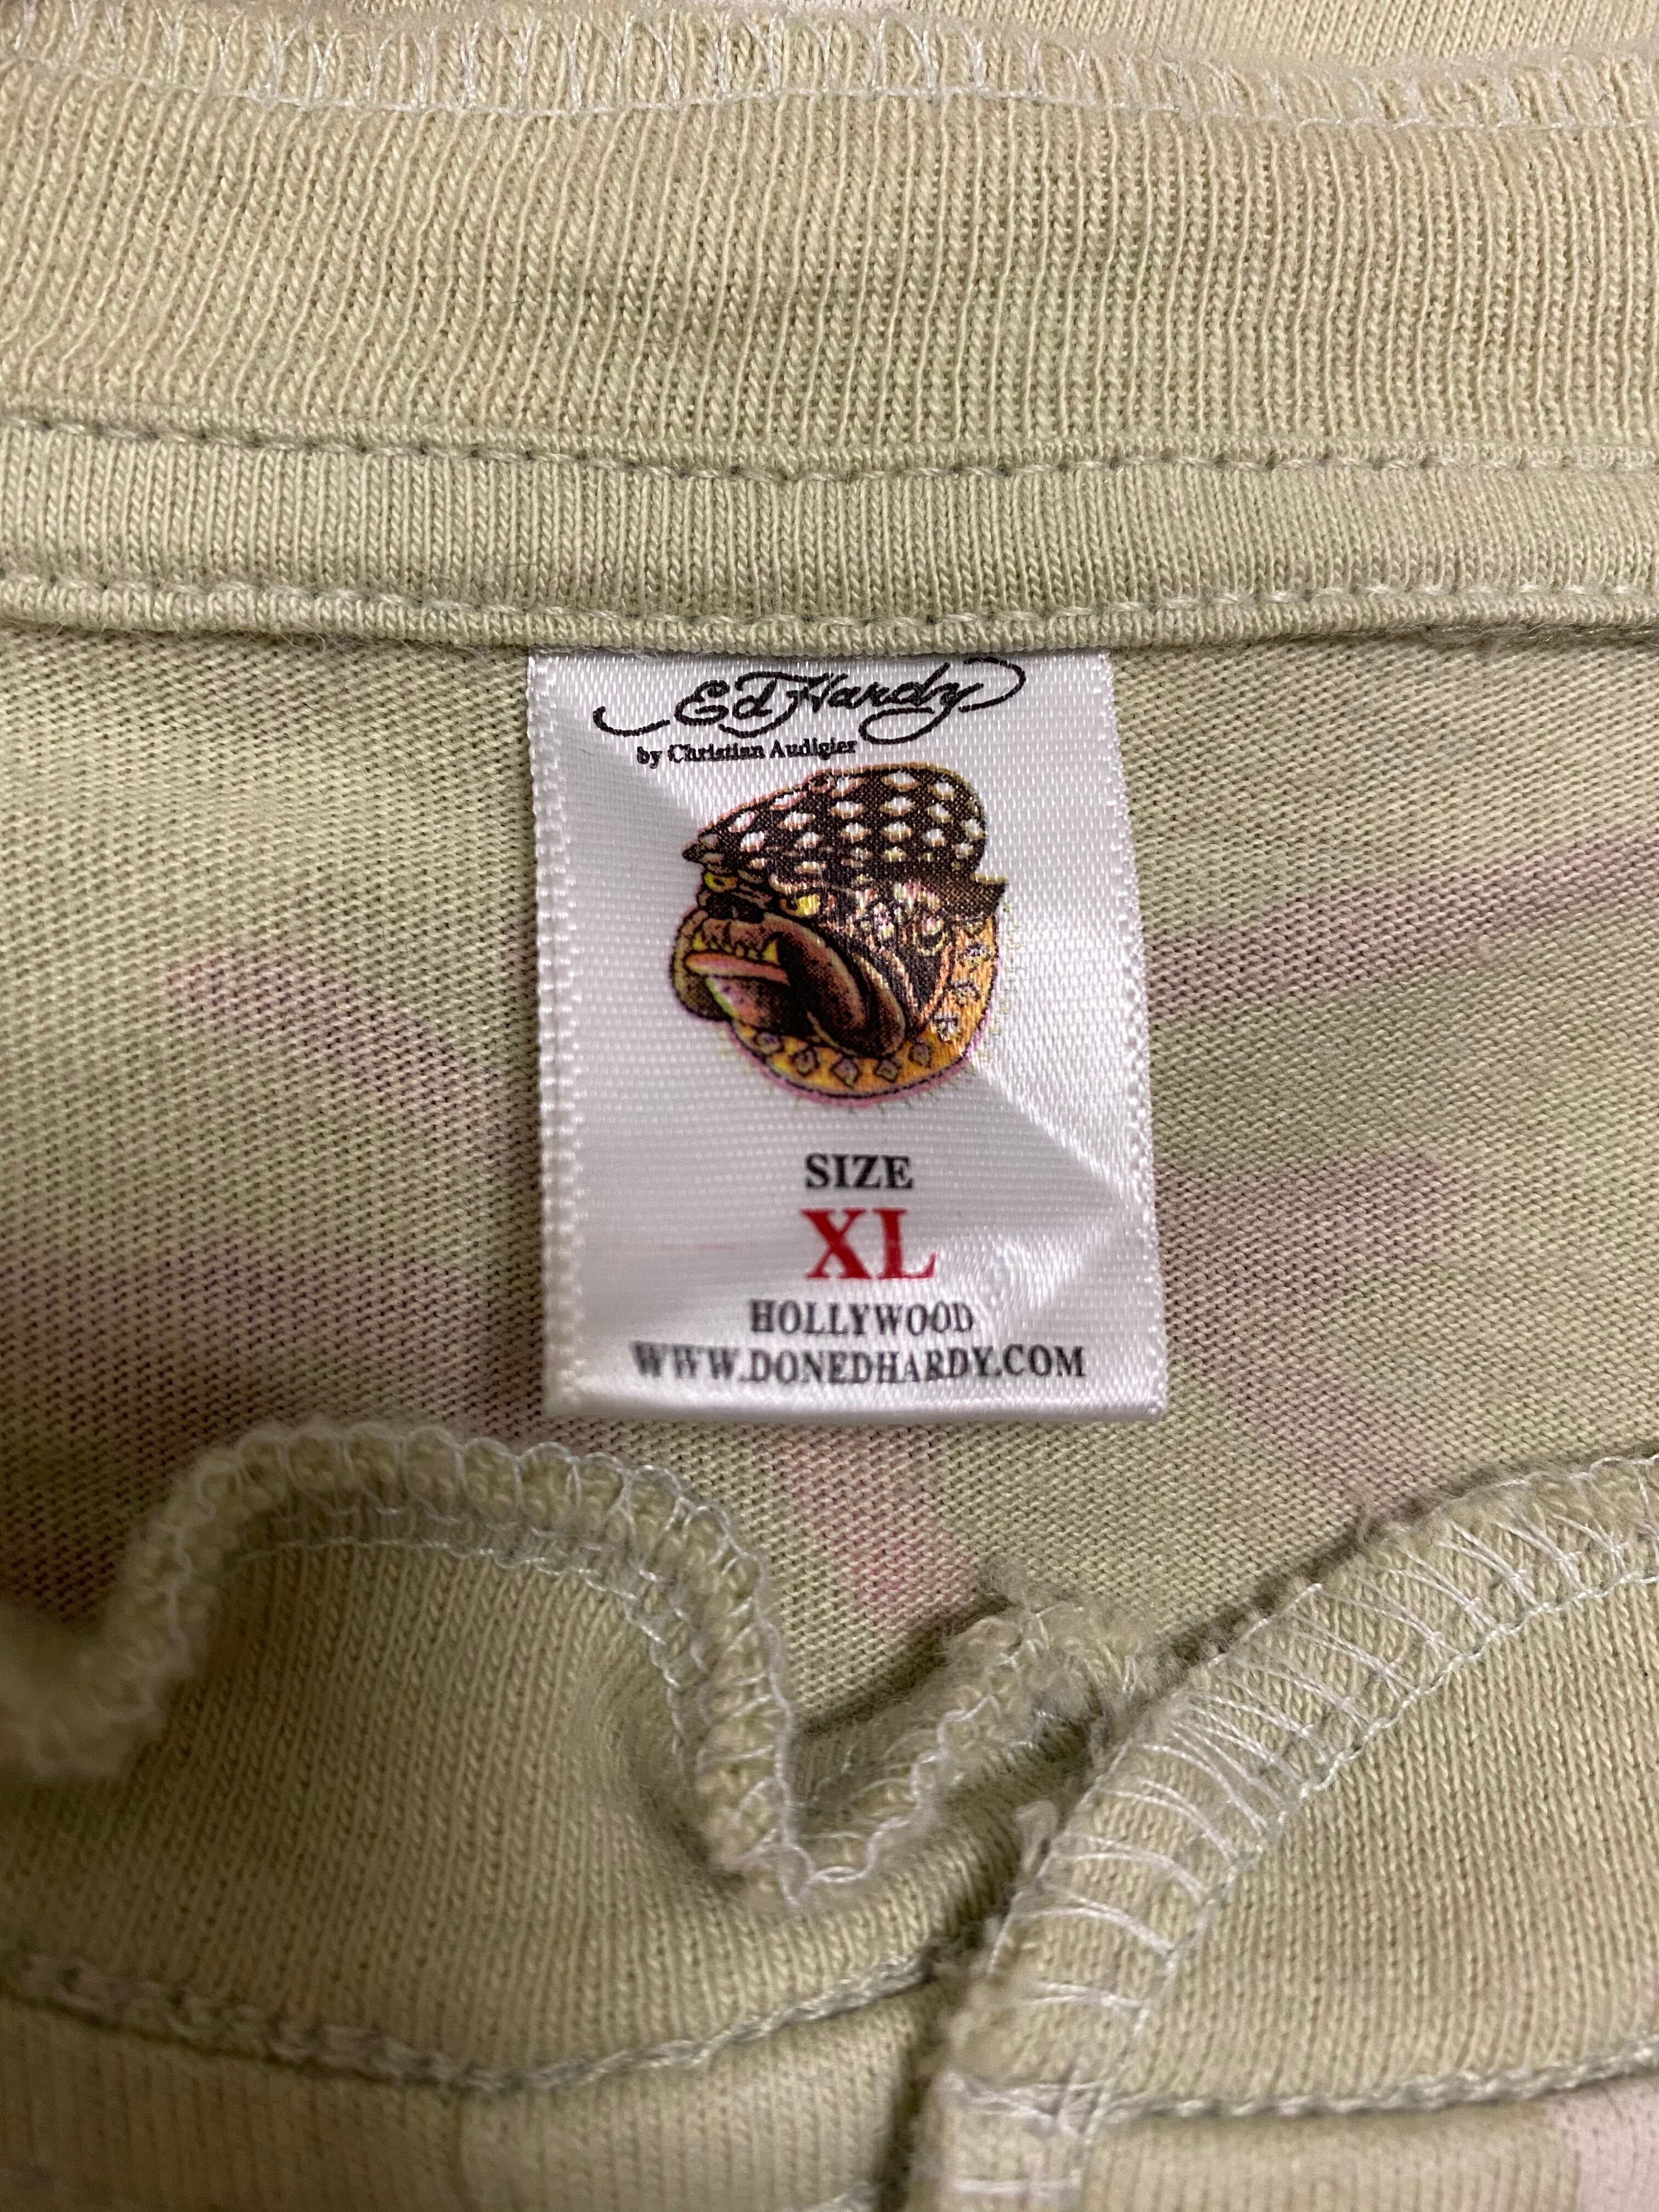 Ed Hardy
by Christian Audigier
SIZE
XL
HOLLYWOOD
WWW.DONEDHARDY.COM